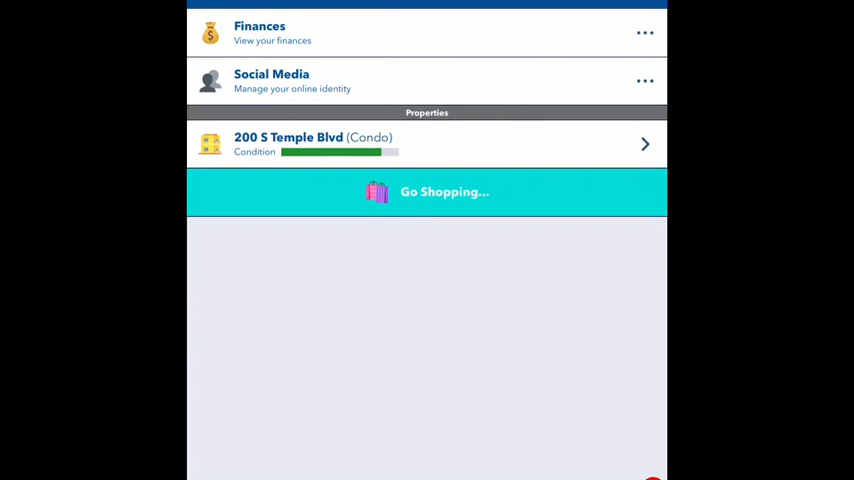 Finances
View your finances
Social Media
Manage your online identity
Properties
200 S Temple Blvd (Condo)
Condition
Go Shopping...